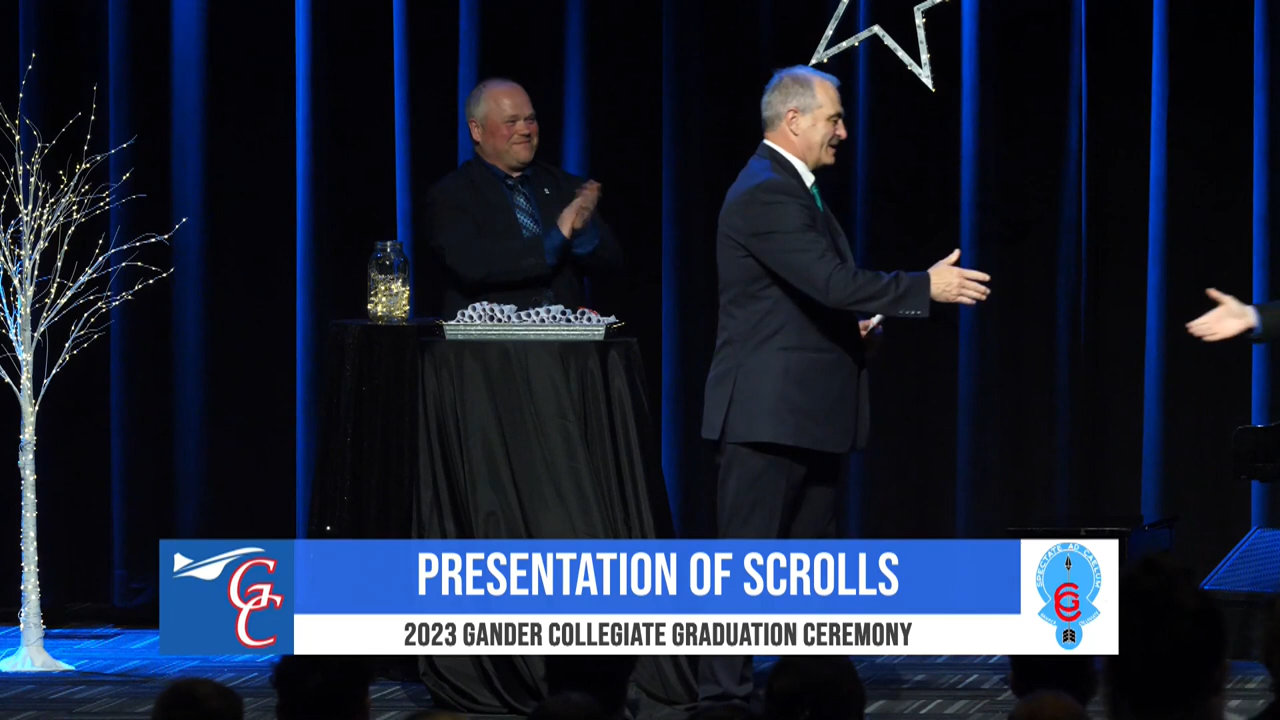 PRESENTATION OF SCROLLS
2023 GANDER COLLEGIATE GRADUATION CEREMONY
GC
SPECTATE AD CAELUM
GC